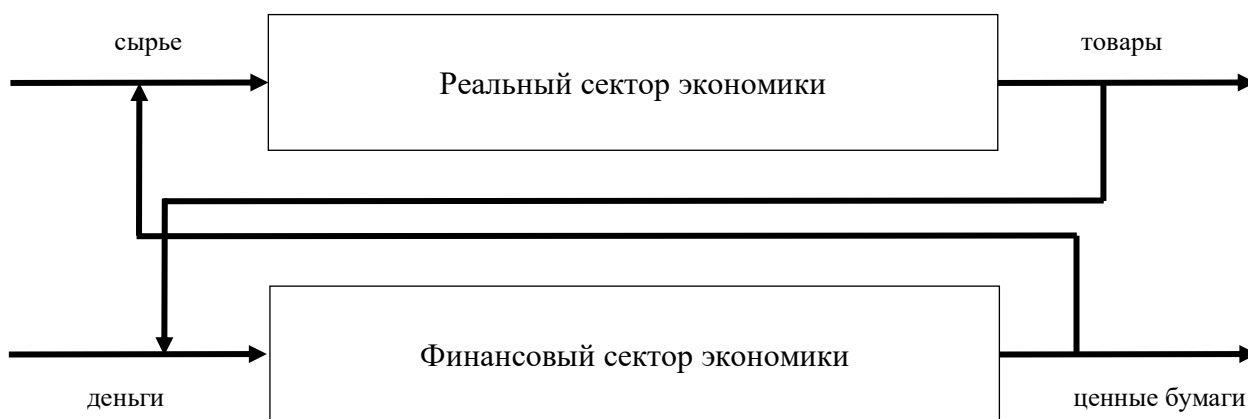 сырье
товары
Реальный сектор экономики
Финансовый сектор экономики
деньги
ценные бумаги